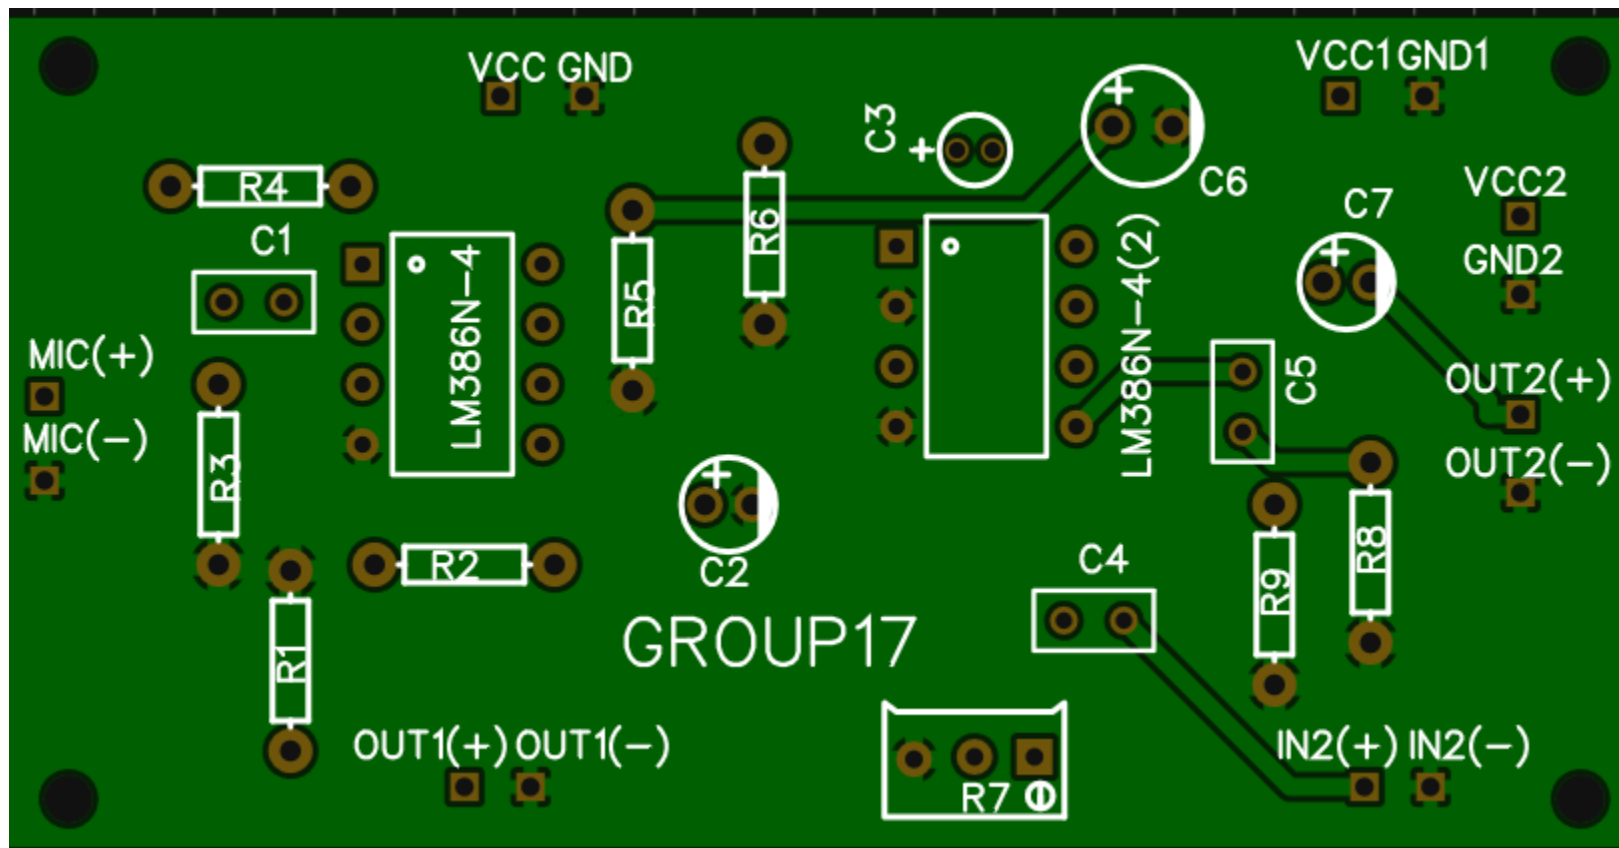 VCC GND
VCC1 GND1
C3
C6
R4
VCC2
C7
C1
R6
GND2
R5
LM386N-4
LM386N-4(2)
MIC(+)
C5
OUT2(+)
MIC(-)
OUT2(-)
R3
R2
C2
C4
R8
R9
GROUP17
R1
OUT1(+) OUT1(-)
IN2(+) IN2(-)
R7